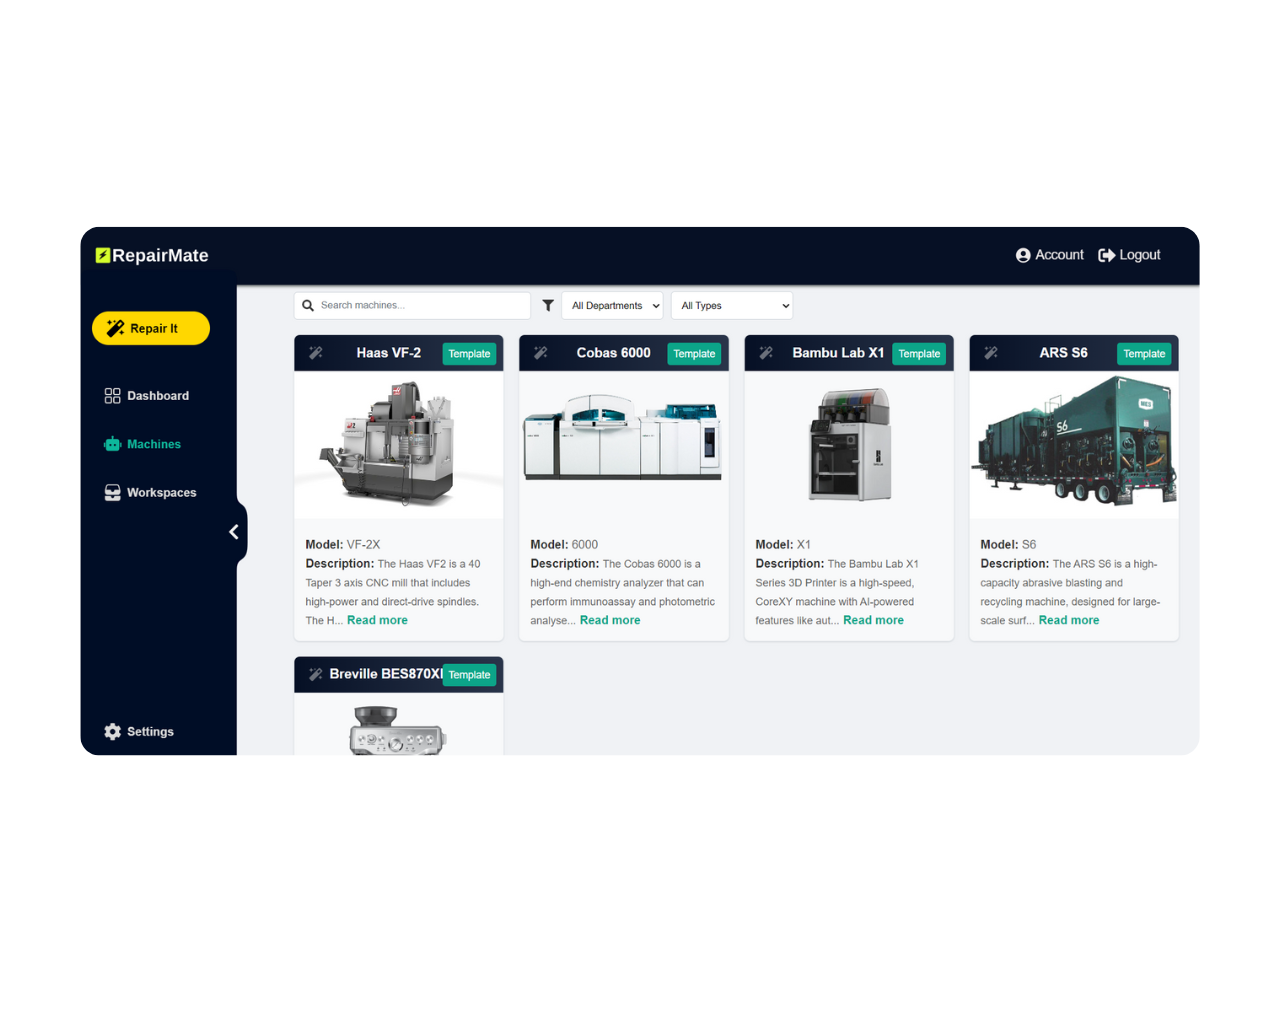 RepairMate
Account
Logout
Repair It
Dashboard
Machines
Workspaces
Settings
Search machines...
All Departments
All Types
Haas VF-2
Template
Model: VF-2X
Description: The Haas VF2 is a 40
Taper 3 axis CNC mill that includes
high-power and direct-drive spindles.
The H... Read more
Cobas 6000
Template
Model: 6000
Description: The Cobas 6000 is a
high-end chemistry analyzer that can
perform immunoassay and photometric
analyse... Read more
Bambu Lab X1
Template
Model: X1
Description: The Bambu Lab X1
Series 3D Printer is a high-speed,
CoreXY machine with AI-powered
features like aut... Read more
ARS S6
Template
S6
Model: S6
Description: The ARS S6 is a high-
capacity abrasive blasting and
recycling machine, designed for large-
scale surf... Read more
Breville BES870XL
Template